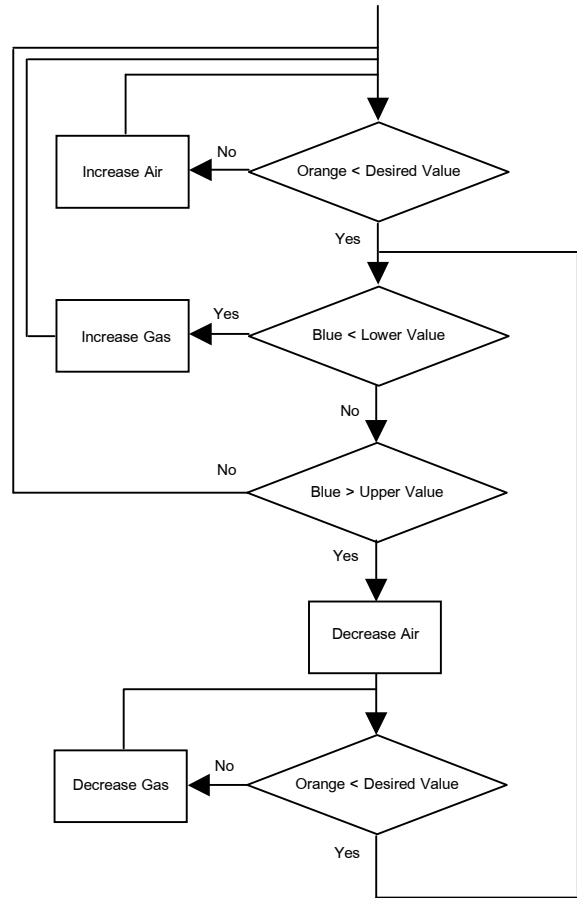 No
Increase Air
Orange < Desired Value
Yes
Yes
Increase Gas
Blue < Lower Value
No
No
Blue > Upper Value
Yes
Decrease Air
No
Decrease Gas
Orange < Desired Value
Yes